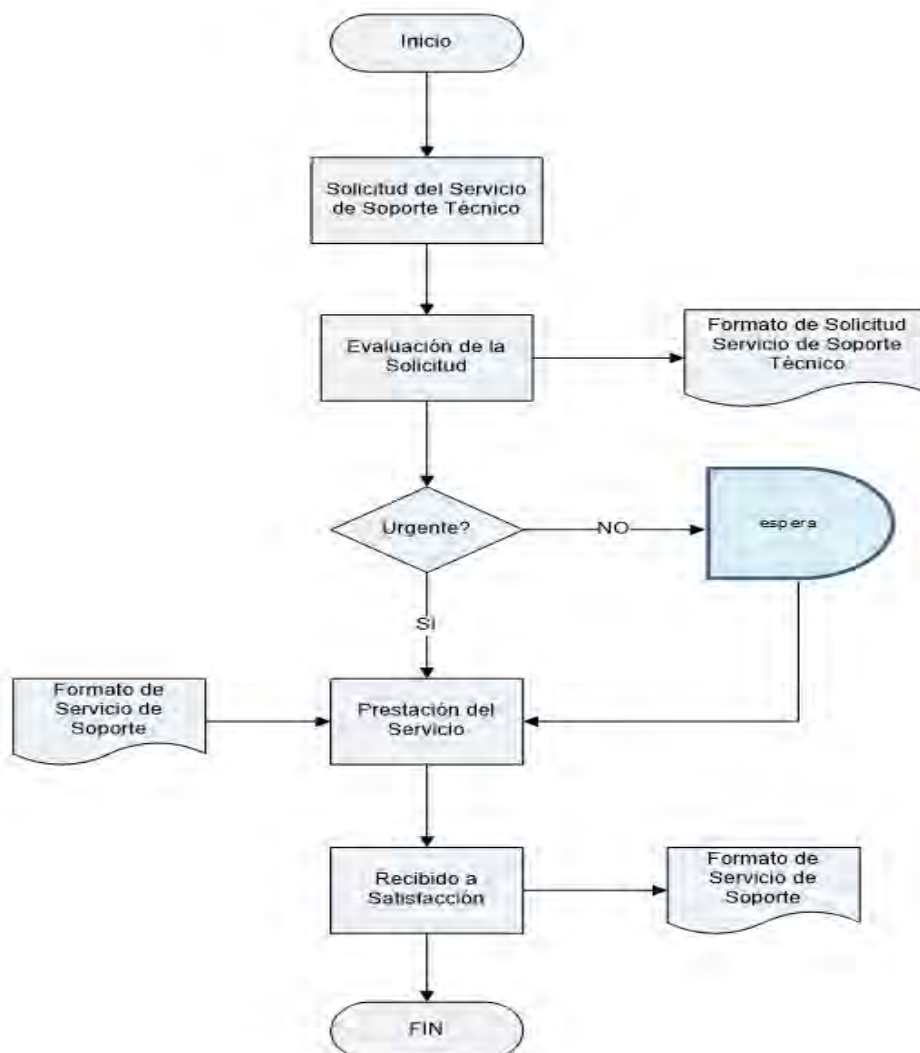 Inicio
Solicitud del Servicio
de Soporte Técnico
Evaluación de la
Solicitud
Formato de Solicitud
Servicio de Soporte
Técnico
Urgente?
NO
espera
SI
Formato de
Servicio de
Soporte
Prestación del
Servicio
Recibido a
Satisfacción
Formato de
Servicio de
Soporte
FIN